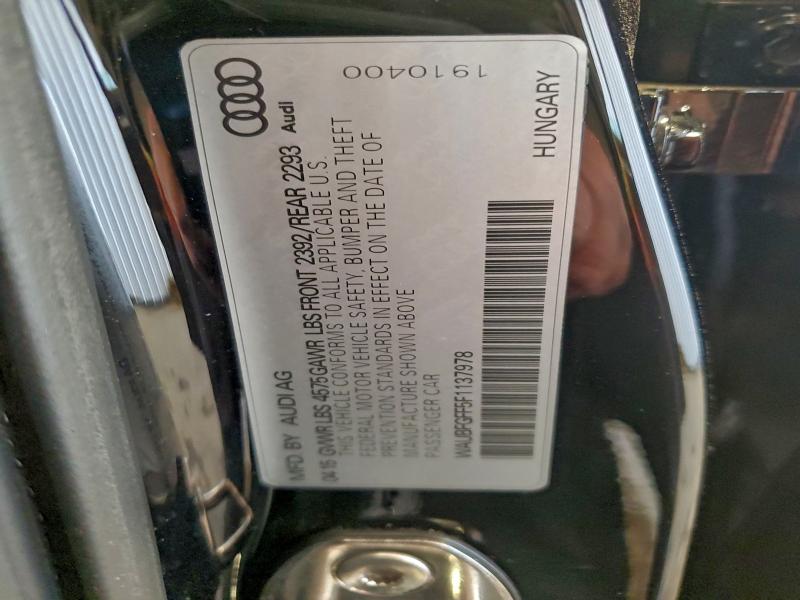 MFD BY AUDI AG
04/15 GVWR LBS 4575 GAWR LBS FRONT 2392/REAR 2293
THIS VEHICLE CONFORMS TO ALL APPLICABLE U.S.
FEDERAL MOTOR VEHICLE SAFETY, BUMPER AND THEFT
PREVENTION STANDARDS IN EFFECT ON THE DATE OF
MANUFACTURE SHOWN ABOVE
PASSENGER CAR
WAUBFGFF5F1137978
HUNGARY
Audi
1910400